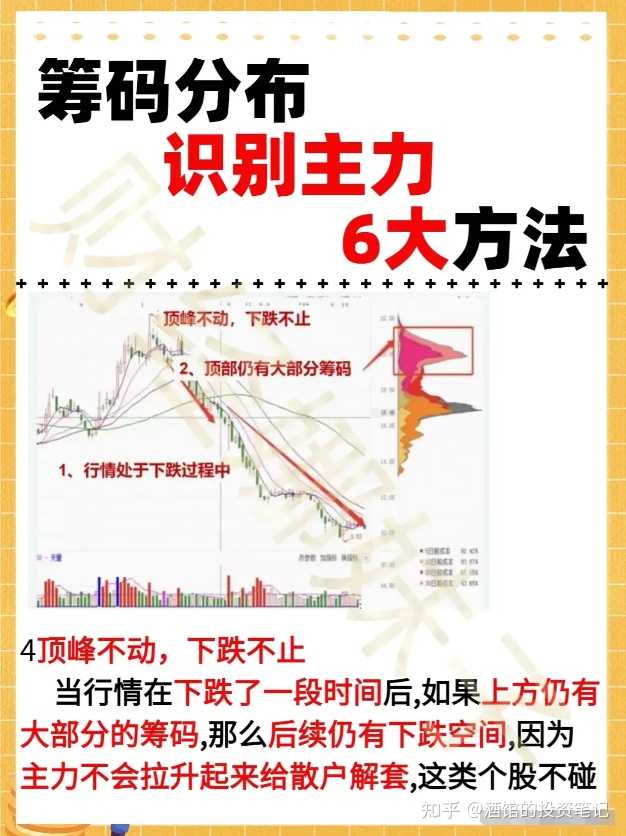 筹码分布
识别主力
6大方法
顶峰不动，下跌不止
2、顶部仍有大部分筹码
1、行情处于下跌过程中
4顶峰不动，下跌不止
当行情在下跌了一段时间后,如果上方仍有
大部分的筹码,那么后续仍有下跌空间,因为
主力不会拉升起来给散户解套,这类个股不碰
知乎 @酒馆的投资笔记